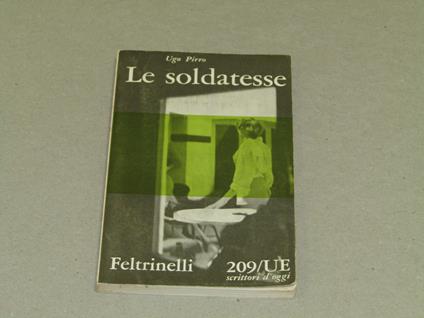 Ugo Pirro
Le soldatesse
Feltrinelli 209/UE
scrittori d'oggi